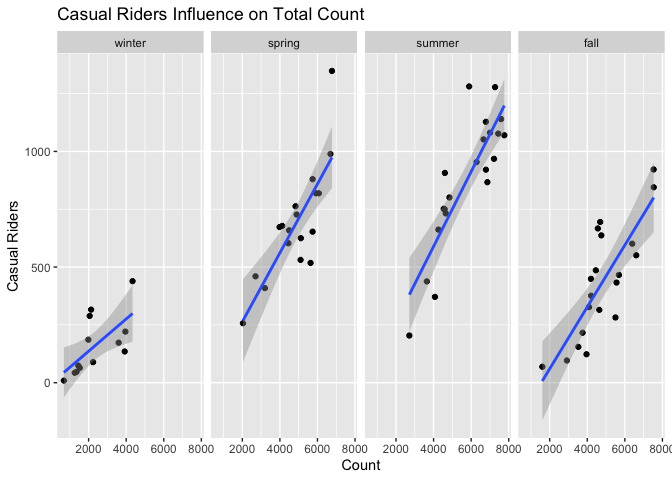 Casual Riders Influence on Total Count
winter spring summer fall
1000
500
0
2000 4000 6000 8000 2000 4000 6000 8000 2000 4000 6000 8000 2000 4000 6000 8000
Count
Casual Riders